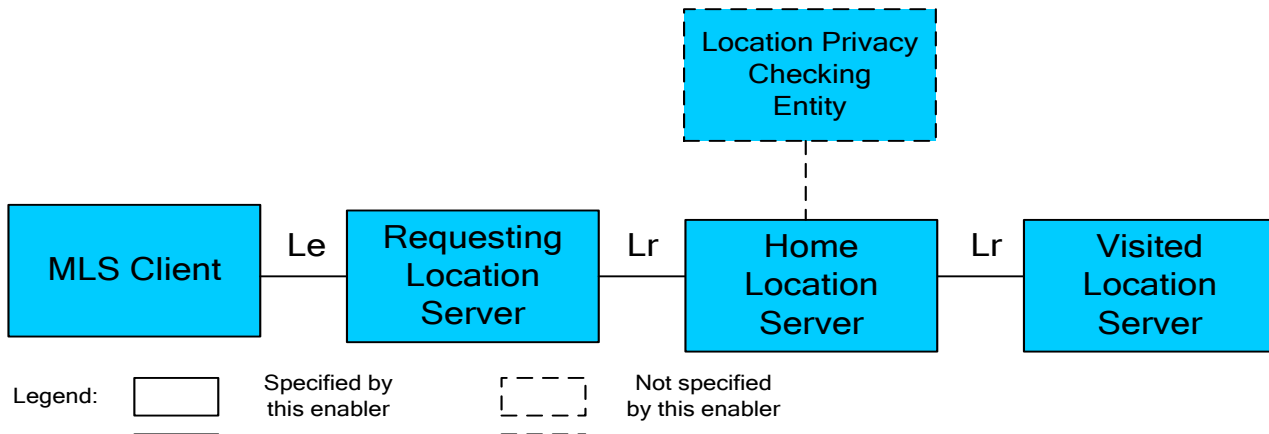 Location Privacy
Checking
Entity
MLS Client
Le
Requesting
Location
Server
Lr
Home
Location
Server
Lr
Visited
Location
Server
Legend:
Specified by
this enabler
Not specified
by this enabler